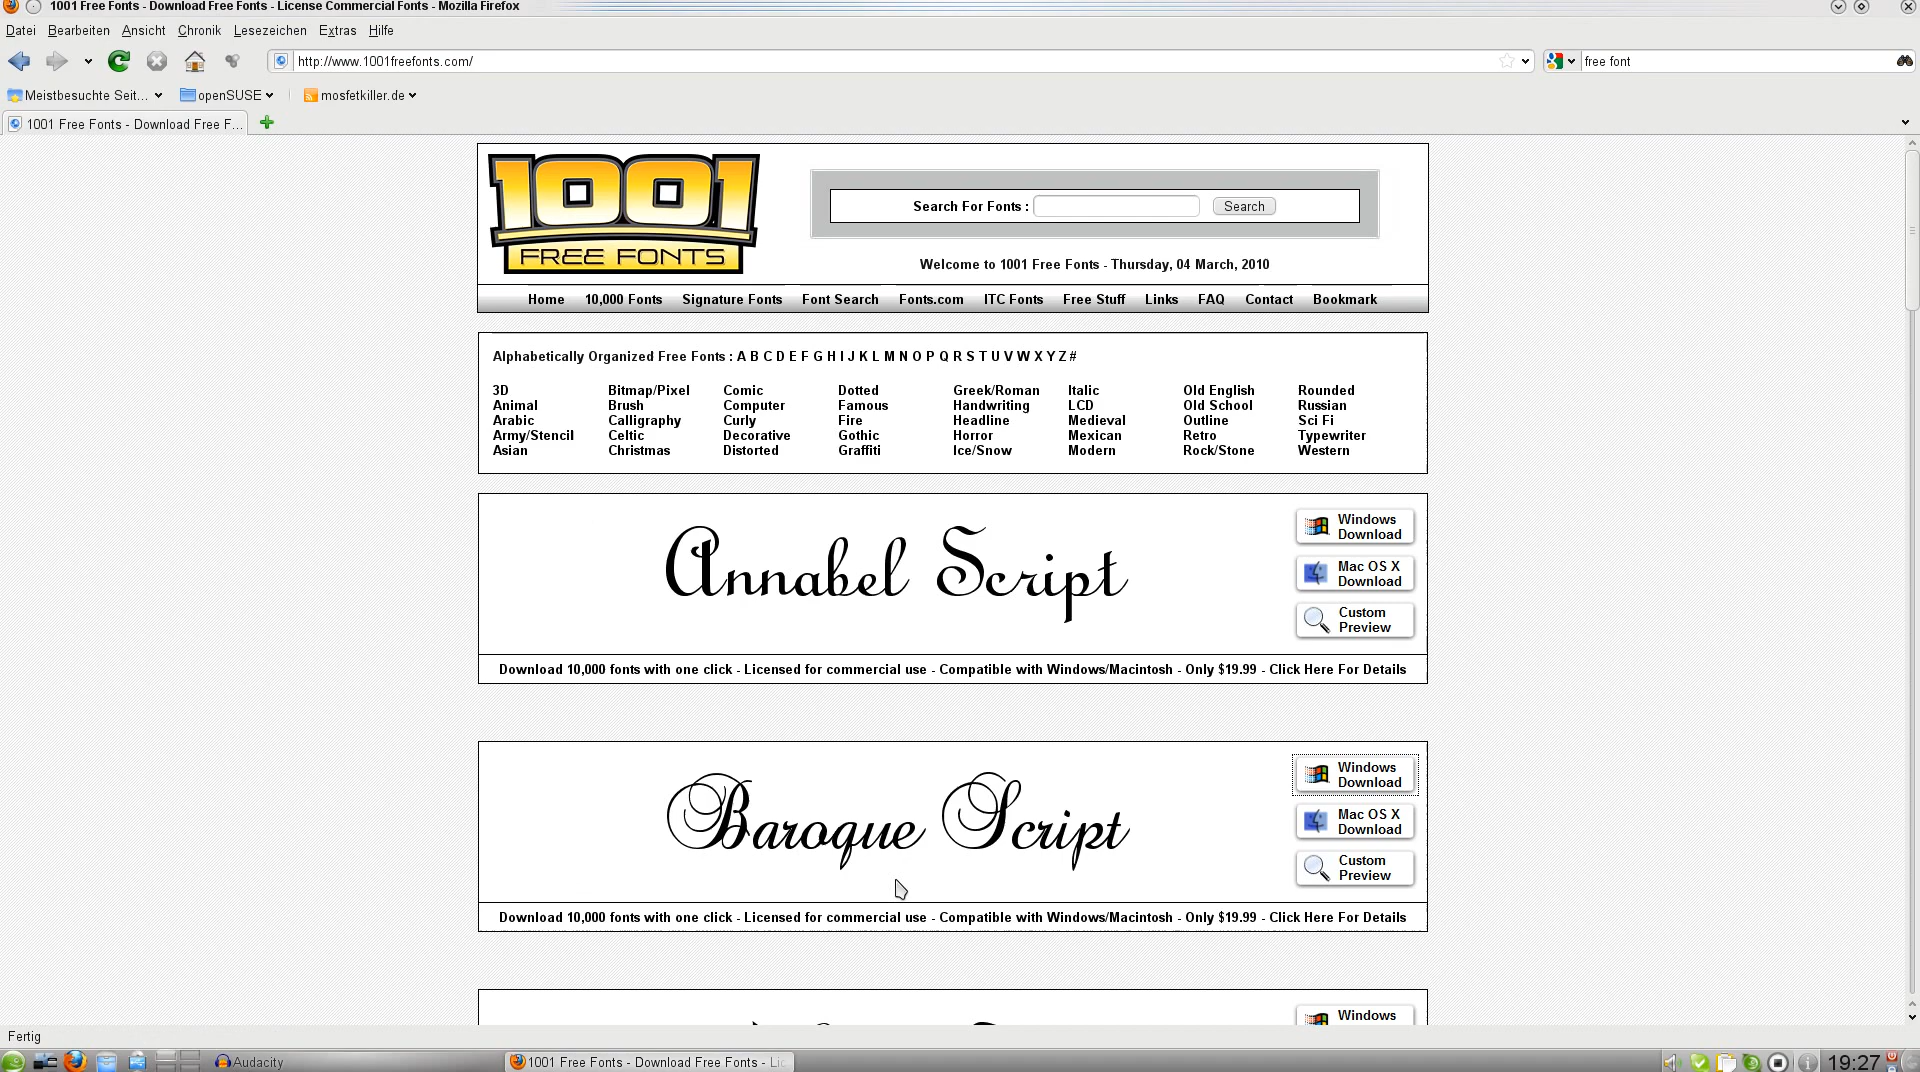 1001 Free Fonts - Download Free Fonts - License Commercial Fonts - Mozilla Firefox
Datei Bearbeiten Ansicht Chronik Lesezeichen Extras Hilfe
http://www.1001freefonts.com/
free font
Meistbesuchte Seit... openSUSE mosfetkiller.de
1001 Free Fonts - Download Free F...
1001
FREE FONTS
Search For Fonts : Search
Welcome to 1001 Free Fonts - Thursday, 04 March, 2010
Home 10,000 Fonts Signature Fonts Font Search Fonts.com ITC Fonts Free Stuff Links FAQ Contact Bookmark
Alphabetically Organized Free Fonts : A B C D E F G H I J K L M N O P Q R S T U V W X Y Z #
3D Bitmap/Pixel Comic Dotted Greek/Roman Italic Old English Rounded
Animal Brush Computer Famous Handwriting LCD Old School Russian
Arabic Calligraphy Curly Fire Headline Medieval Outline Sci Fi
Army/Stencil Celtic Decorative Gothic Horror Mexican Retro Typewriter
Asian Christmas Distorted Graffiti Ice/Snow Modern Rock/Stone Western
Annabel Script
Windows
Download
Mac OS X
Download
Custom
Preview
Download 10,000 fonts with one click - Licensed for commercial use - Compatible with Windows/Macintosh - Only $19.99 - Click Here For Details
Baroque Script
Windows
Download
Mac OS X
Download
Custom
Preview
Download 10,000 fonts with one click - Licensed for commercial use - Compatible with Windows/Macintosh - Only $19.99 - Click Here For Details
Windows
Fertig
Audacity
1001 Free Fonts - Download Free Fonts - Li
19:27